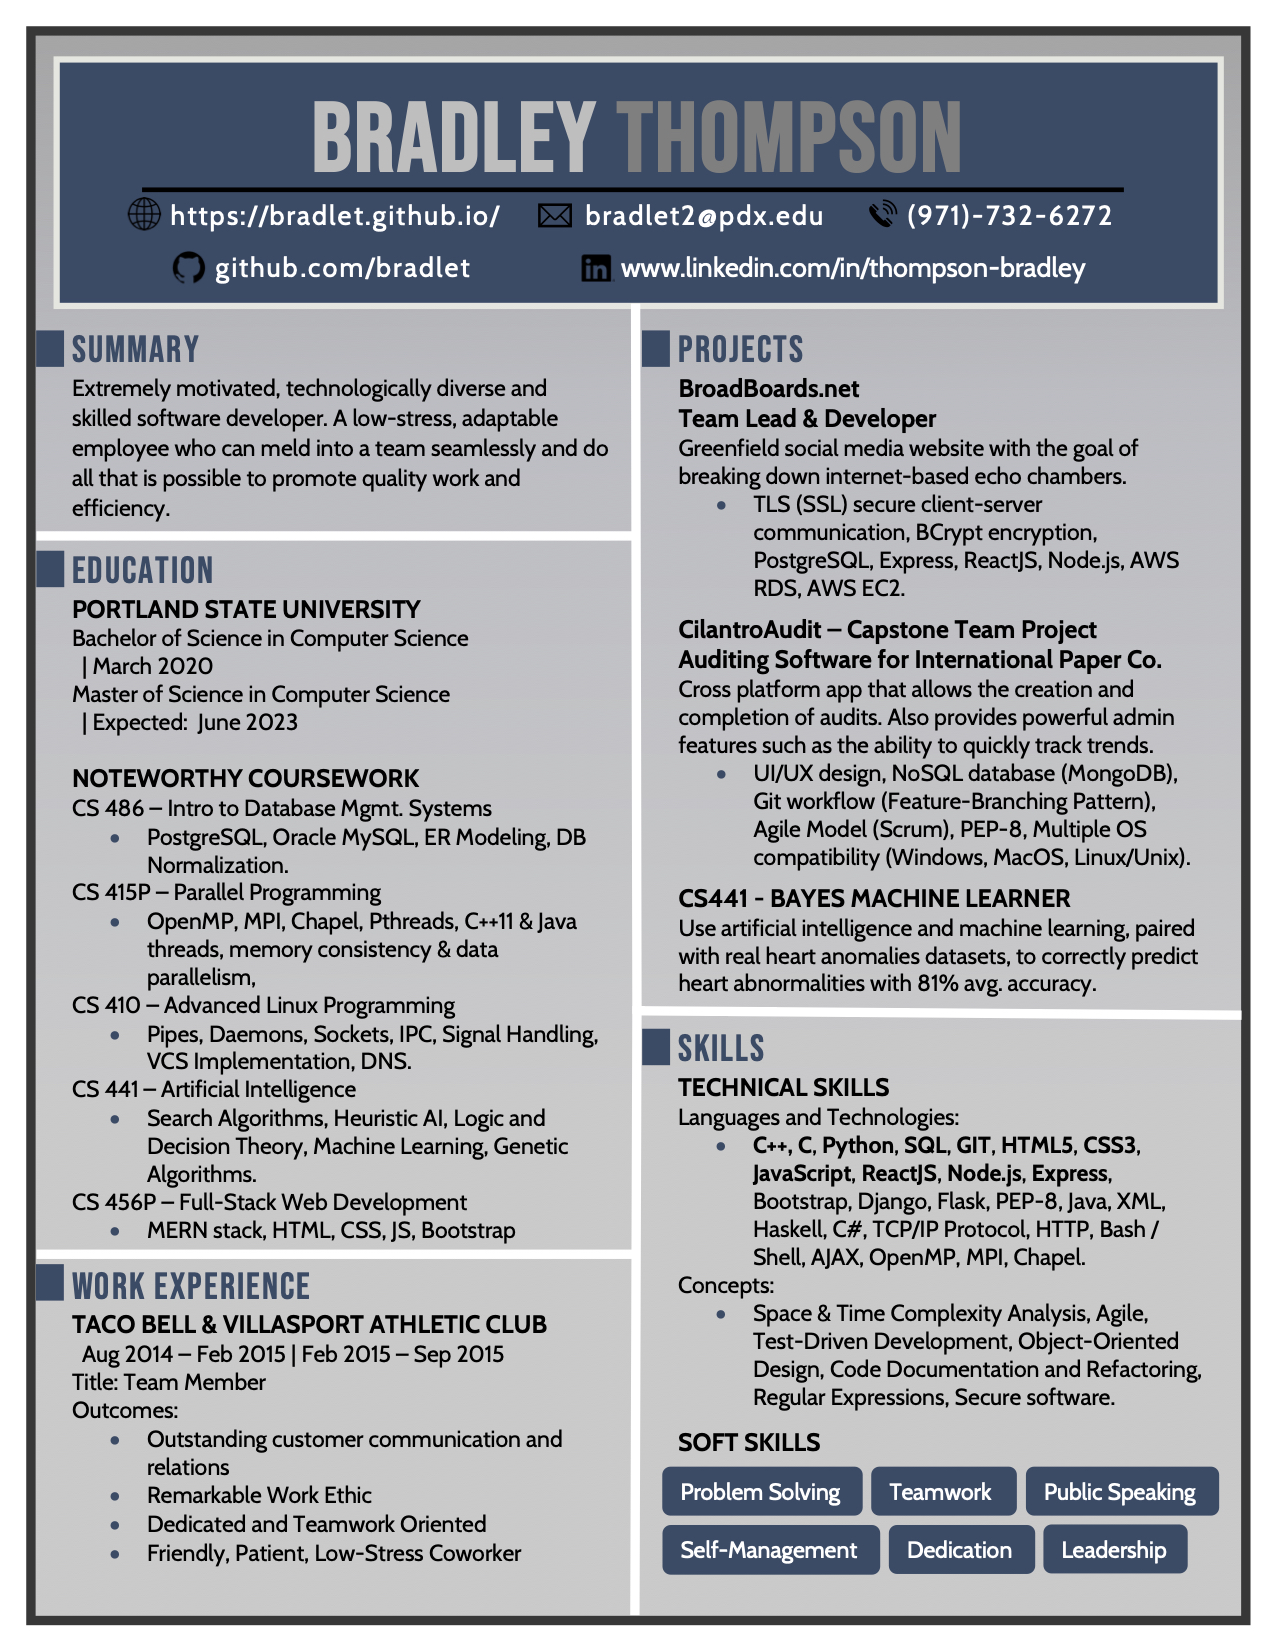 BRADLEY THOMPSON
https://bradlet.github.io/ bradlet2@pdx.edu (971)-732-6272
github.com/bradlet www.linkedin.com/in/thompson-bradley
SUMMARY
Extremely motivated, technologically diverse and
skilled software developer. A low-stress, adaptable
employee who can meld into a team seamlessly and do
all that is possible to promote quality work and
efficiency.
EDUCATION
PORTLAND STATE UNIVERSITY
Bachelor of Science in Computer Science
| March 2020
Master of Science in Computer Science
| Expected: June 2023
NOTEWORTHY COURSEWORK
CS 486 – Intro to Database Mgmt. Systems
• PostgreSQL, Oracle MySQL, ER Modeling, DB
Normalization.
CS 415P – Parallel Programming
• OpenMP, MPI, Chapel, Pthreads, C++11 & Java
threads, memory consistency & data
parallelism,
CS 410 – Advanced Linux Programming
• Pipes, Daemons, Sockets, IPC, Signal Handling,
VCS Implementation, DNS.
CS 441 – Artificial Intelligence
• Search Algorithms, Heuristic AI, Logic and
Decision Theory, Machine Learning, Genetic
Algorithms.
CS 456P – Full-Stack Web Development
• MERN stack, HTML, CSS, JS, Bootstrap
WORK EXPERIENCE
TACO BELL & VILLASPORT ATHLETIC CLUB
Aug 2014 – Feb 2015 | Feb 2015 – Sep 2015
Title: Team Member
Outcomes:
• Outstanding customer communication and
relations
• Remarkable Work Ethic
• Dedicated and Teamwork Oriented
• Friendly, Patient, Low-Stress Coworker
PROJECTS
BroadBoards.net
Team Lead & Developer
Greenfield social media website with the goal of
breaking down internet-based echo chambers.
• TLS (SSL) secure client-server
communication, BCrypt encryption,
PostgreSQL, Express, ReactJS, Node.js, AWS
RDS, AWS EC2.
CilantroAudit – Capstone Team Project
Auditing Software for International Paper Co.
Cross platform app that allows the creation and
completion of audits. Also provides powerful admin
features such as the ability to quickly track trends.
• UI/UX design, NoSQL database (MongoDB),
Git workflow (Feature-Branching Pattern),
Agile Model (Scrum), PEP-8, Multiple OS
compatibility (Windows, MacOS, Linux/Unix).
CS441 - BAYES MACHINE LEARNER
Use artificial intelligence and machine learning, paired
with real heart anomalies datasets, to correctly predict
heart abnormalities with 81% avg. accuracy.
SKILLS
TECHNICAL SKILLS
Languages and Technologies:
• C++, C, Python, SQL, GIT, HTML5, CSS3,
JavaScript, ReactJS, Node.js, Express,
Bootstrap, Django, Flask, PEP-8, Java, XML,
Haskell, C#, TCP/IP Protocol, HTTP, Bash /
Shell, AJAX, OpenMP, MPI, Chapel.
Concepts:
• Space & Time Complexity Analysis, Agile,
Test-Driven Development, Object-Oriented
Design, Code Documentation and Refactoring,
Regular Expressions, Secure software.
SOFT SKILLS
Problem Solving Teamwork Public Speaking
Self-Management Dedication Leadership